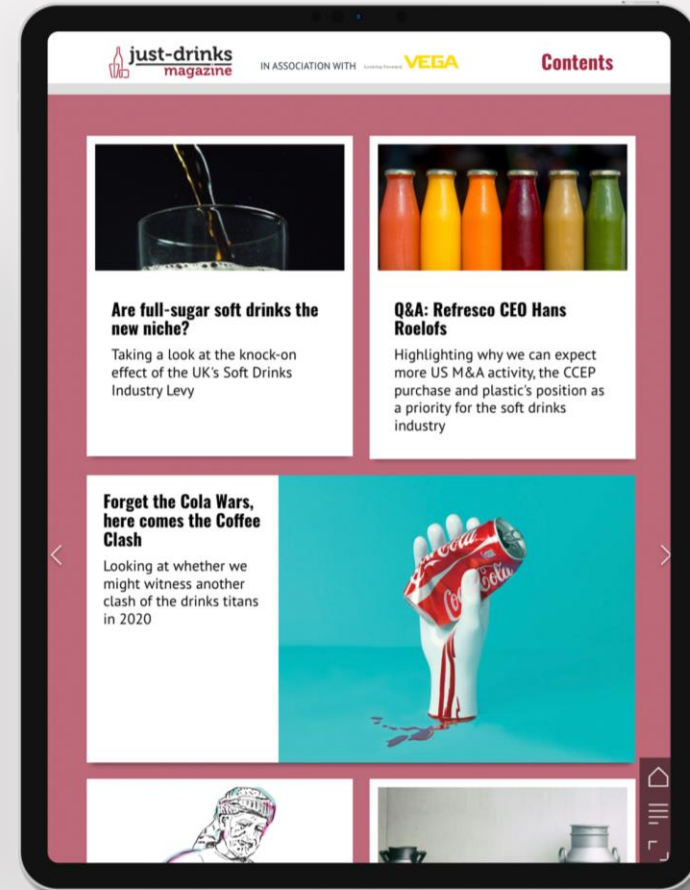 just-drinks
magazine
IN ASSOCIATION WITH
VEGA
Contents
Are full-sugar soft drinks the
new niche?
Taking a look at the knock-on
effect of the UK's Soft Drinks
Industry Levy
Q&A: Refresco CEO Hans
Roelofs
Highlighting why we can expect
more US M&A activity, the CCEP
purchase and plastic's position as
a priority for the soft drinks
industry
Forget the Cola Wars,
here comes the Coffee
Clash
Looking at whether we
might witness another
clash of the drinks titans
in 2020
Coca-Cola